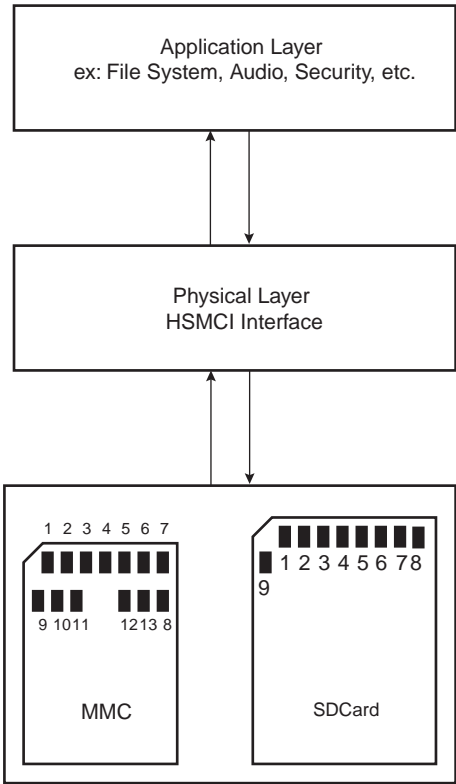 Application Layer
ex: File System, Audio, Security, etc.
Physical Layer
HSMCI Interface
1 2 3 4 5 6 7
9 10 11 12 13 8
MMC
1 2 3 4 5 6 7 8
9
SDCard